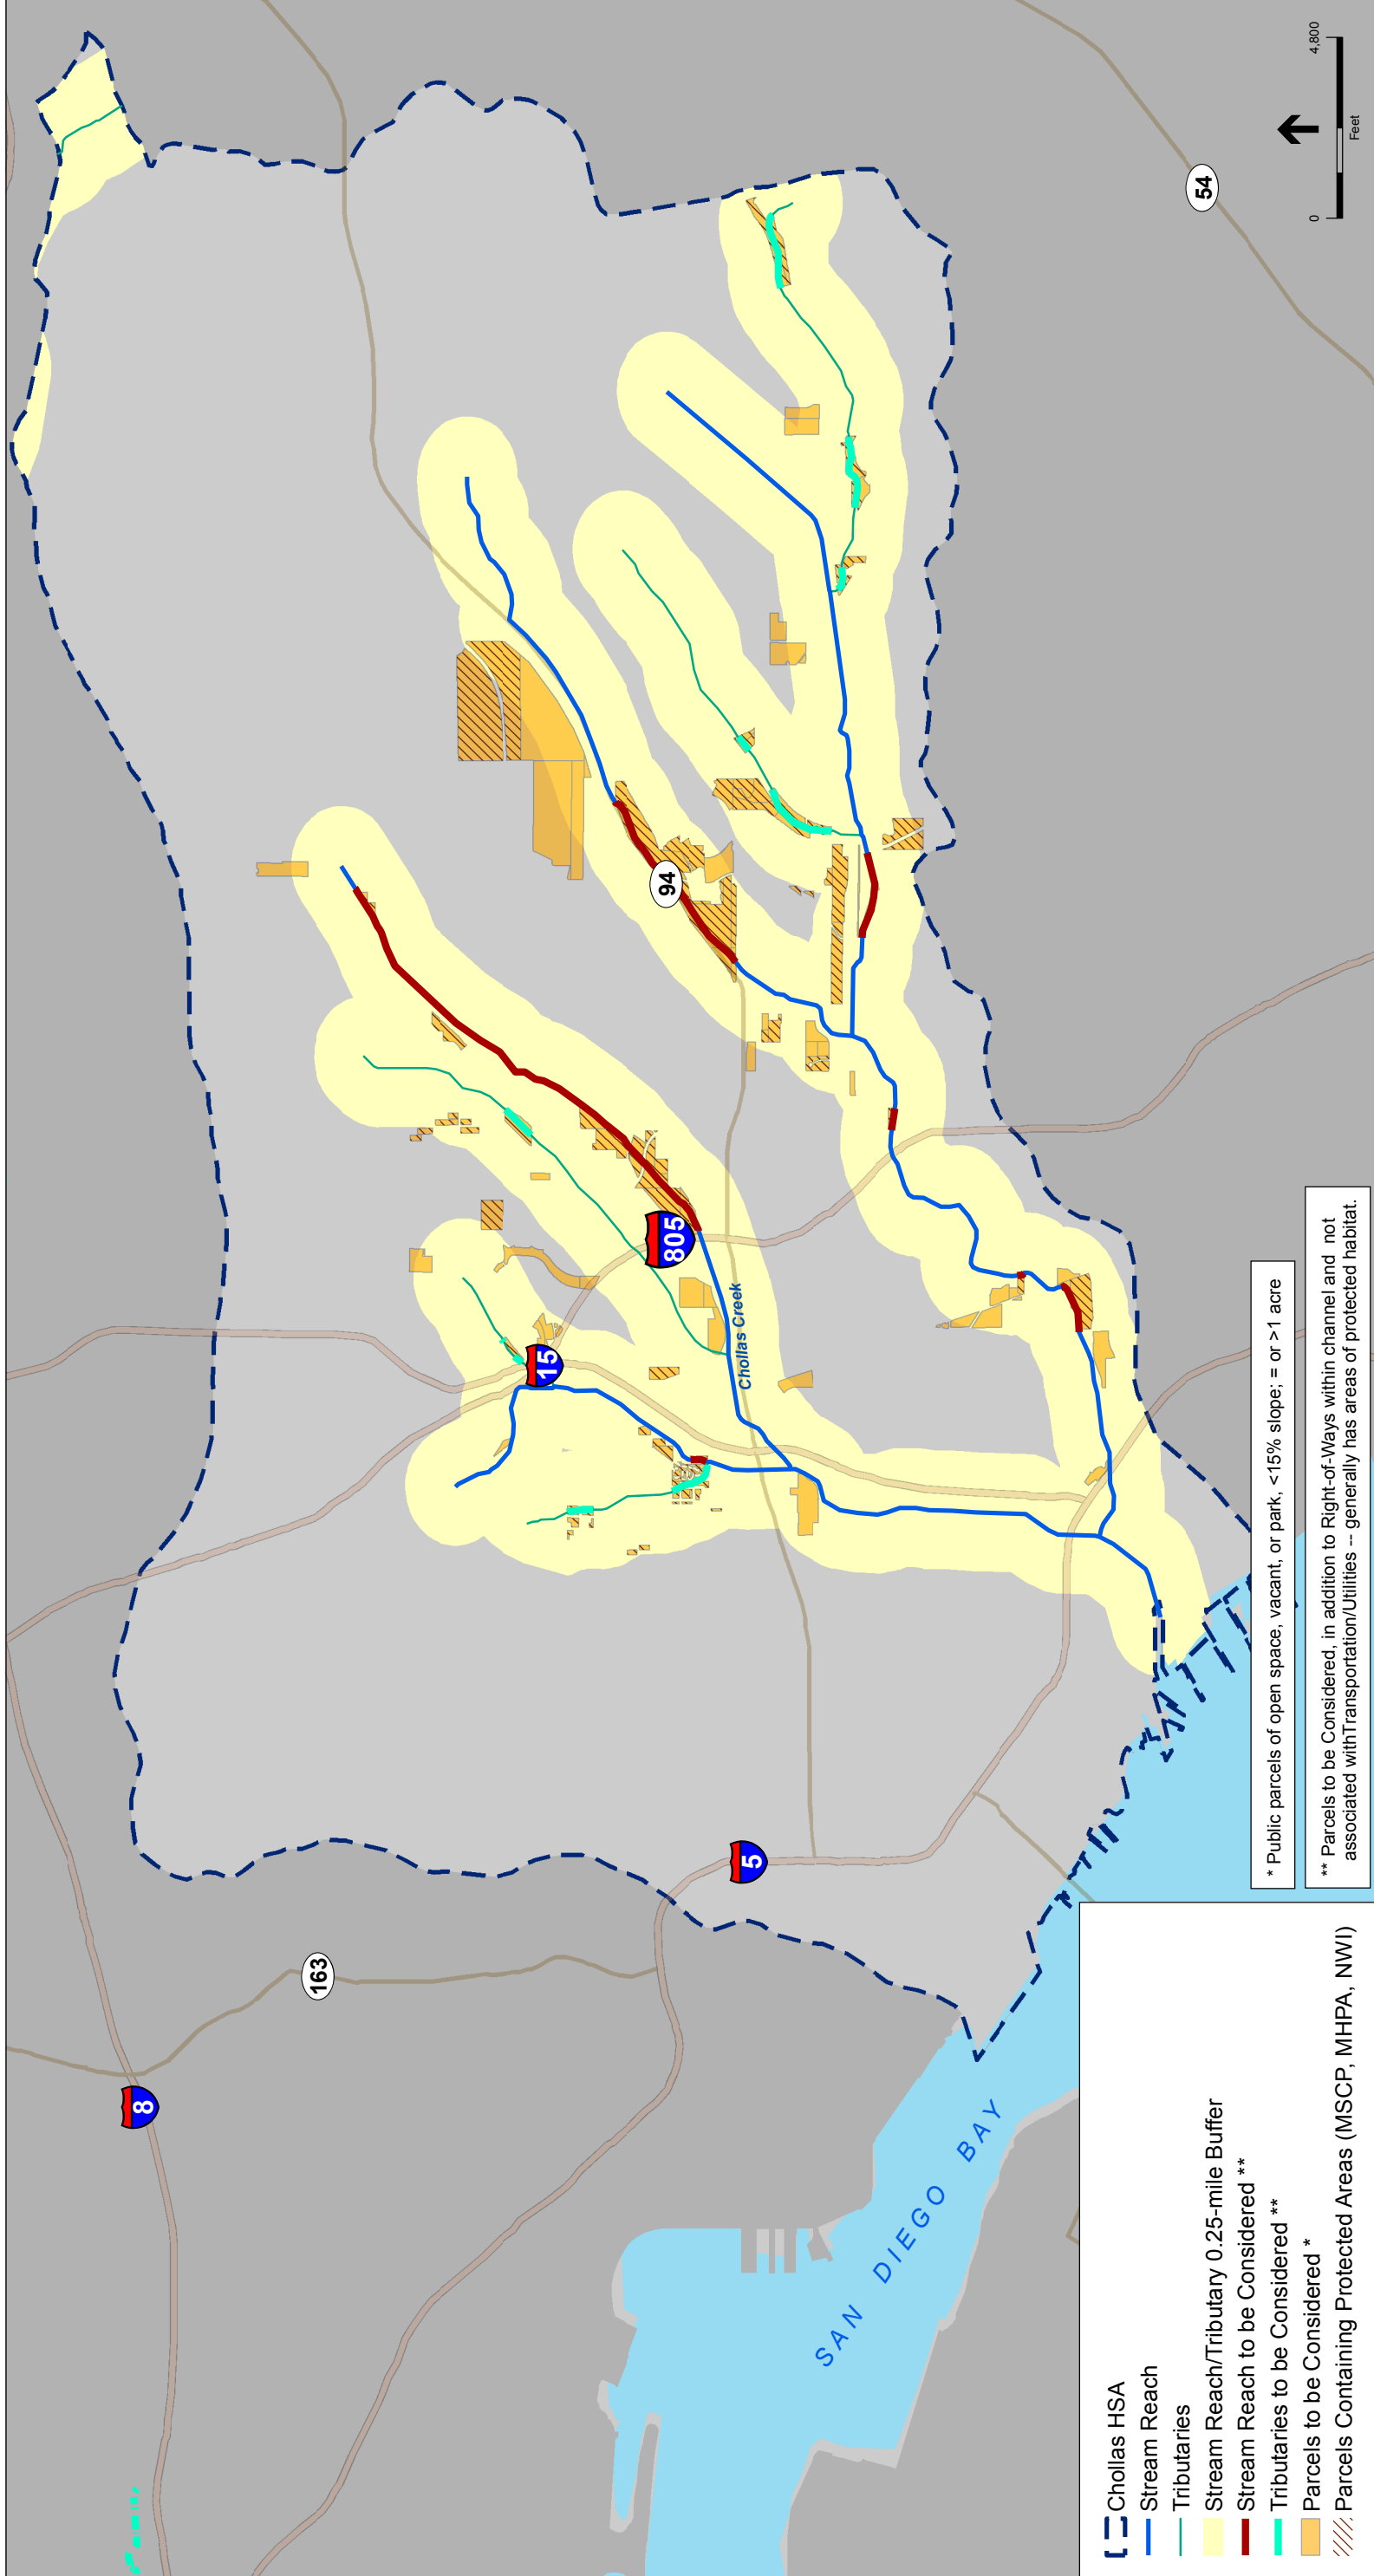 8
163
5
15
805
94
54
Chollas Creek
SAN DIEGO BAY
Chollas HSA
Stream Reach
Tributaries
Stream Reach/Tributary 0.25-mile Buffer
Stream Reach to be Considered **
Tributaries to be Considered **
Parcels to be Considered *
Parcels Containing Protected Areas (MSCP, MHPA, NWI)
* Public parcels of open space, vacant, or park, <15% slope; = or >1 acre
** Parcels to be Considered, in addition to Right-of-Ways within channel and not
associated withTransportation/Utilities -- generally has areas of protected habitat.
0 4,800
Feet